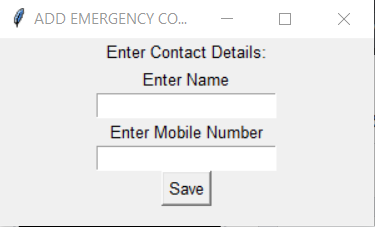 ADD EMERGENCY CO...
Enter Contact Details:
Enter Name
Enter Mobile Number
Save